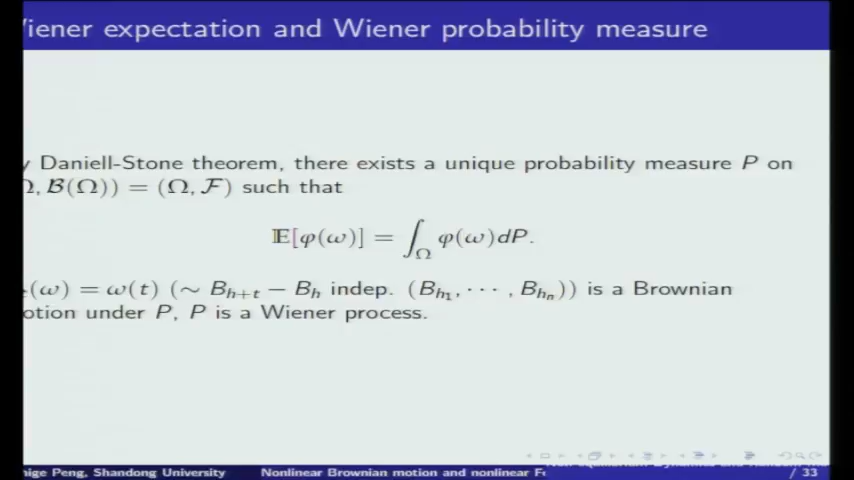 iener expectation and Wiener probability measure
y Daniell-Stone theorem, there exists a unique probability measure P on
Ω, B(Ω)) = (Ω, F) such that
𝔼[φ(ω)] = ∫_Ω φ(ω)dP.
(ω) = ω(t) (∼ B_{h+t} − B_h indep. (B_{h_1}, ⋯ , B_{h_n})) is a Brownian
otion under P, P is a Wiener process.
hige Peng, Shandong University Nonlinear Brownian motion and nonlinear F
/ 33